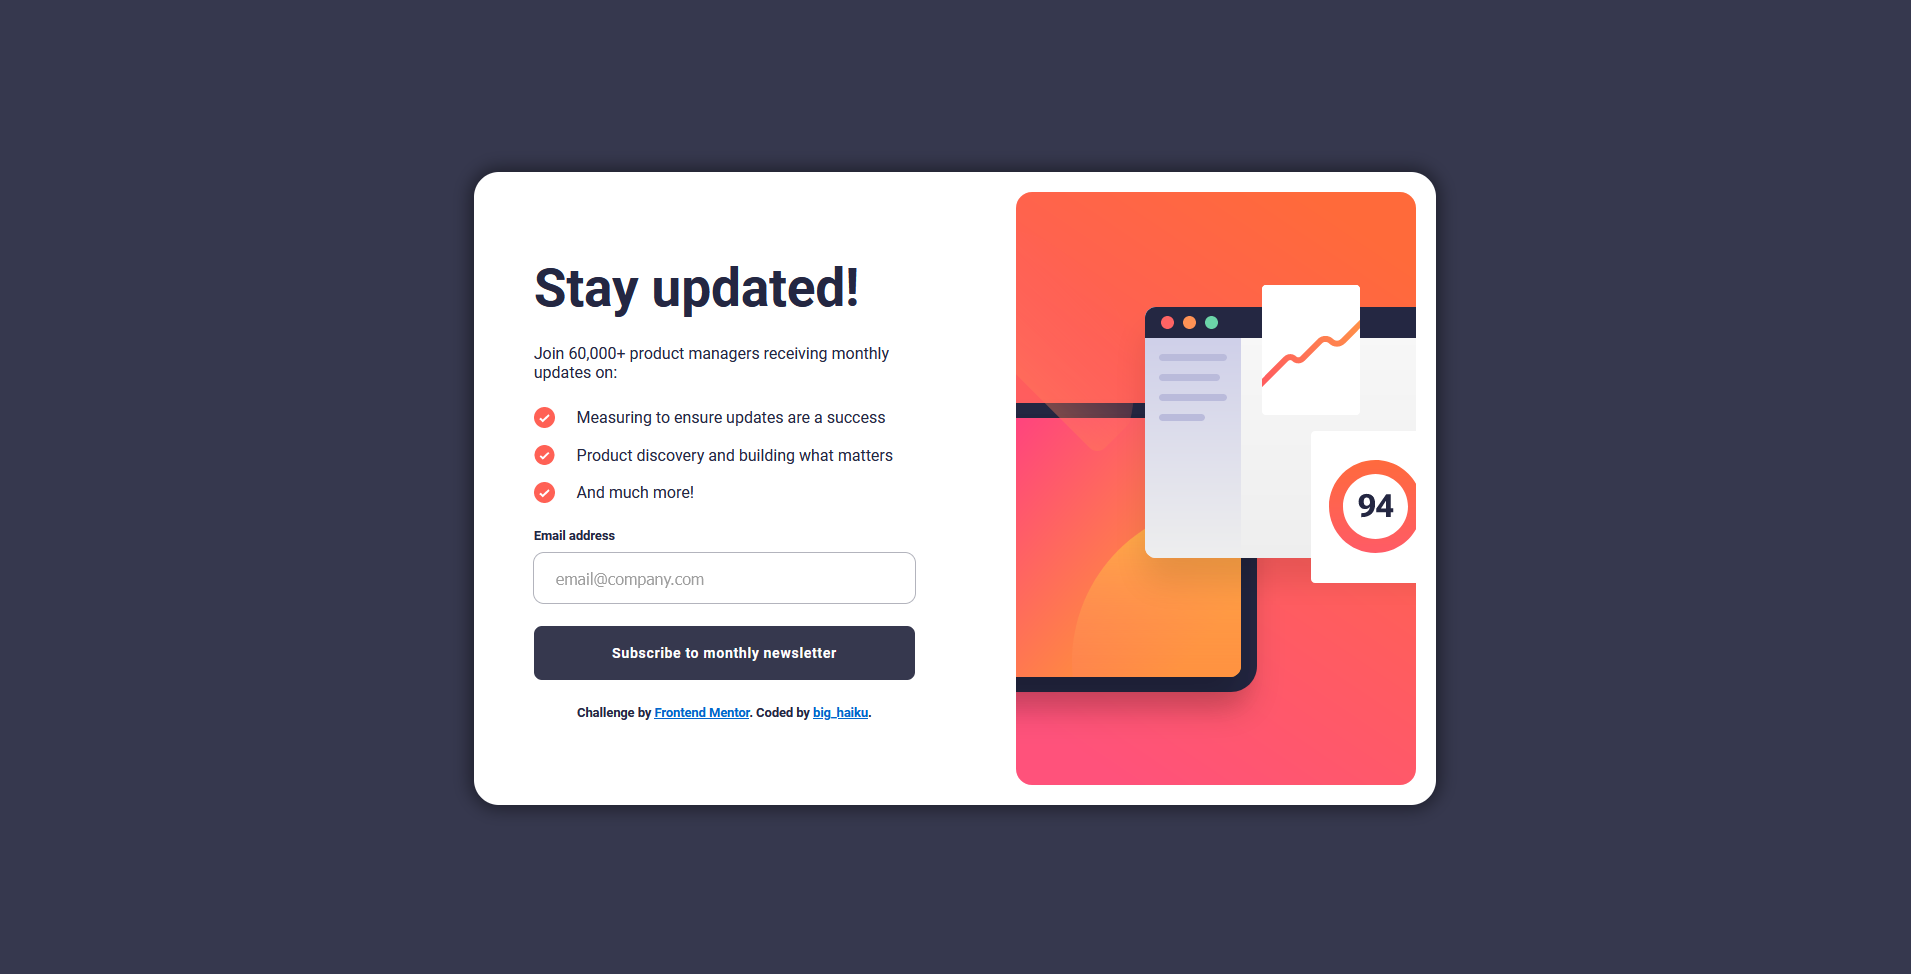 Stay updated!
Join 60,000+ product managers receiving monthly
updates on:
Measuring to ensure updates are a success
Product discovery and building what matters
And much more!
Email address
email@company.com
Subscribe to monthly newsletter
Challenge by Frontend Mentor. Coded by big_haiku.
94